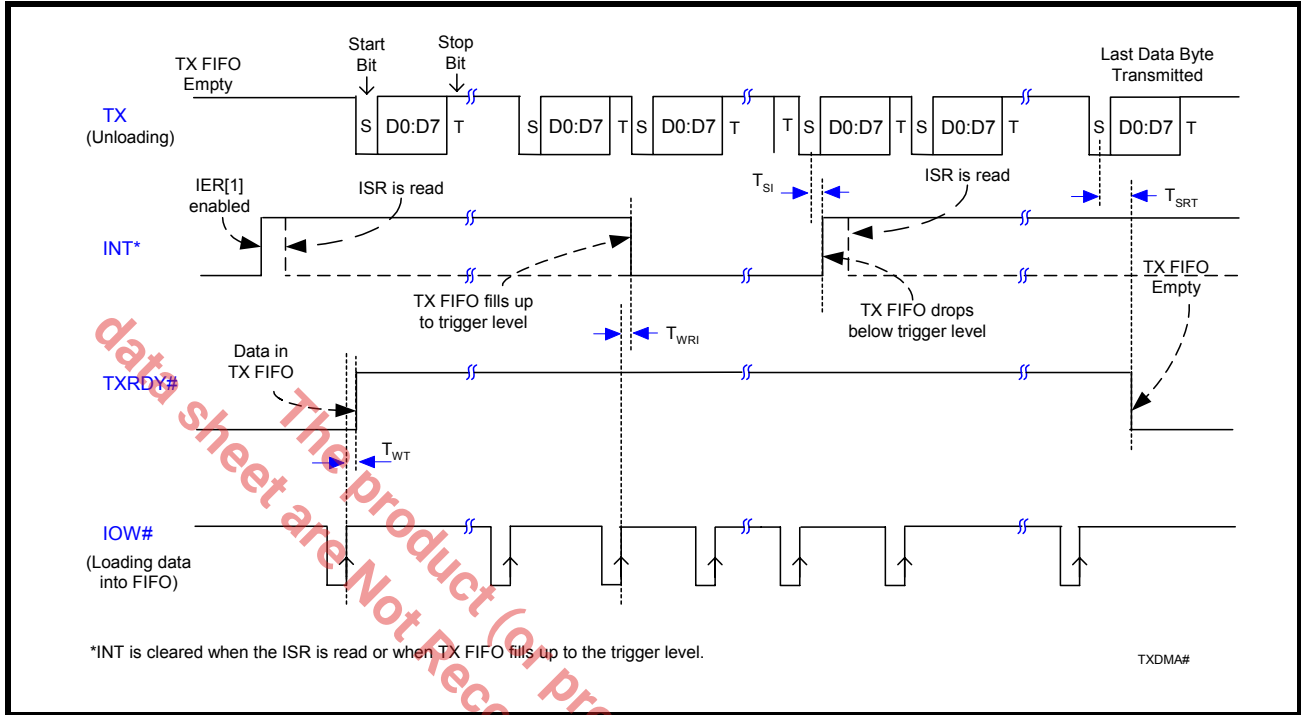 TX FIFO
Empty
Start
Bit
Stop
Bit
Last Data Byte
Transmitted
TX
(Unloading)
S D0:D7 T S D0:D7 T S D0:D7 T T S D0:D7 T S D0:D7 T S D0:D7 T
IER[1]
enabled
ISR is read
TSI
ISR is read
TSRT
INT*
TX FIFO fills up
to trigger level
TX FIFO drops
below trigger level
TX FIFO
Empty
TWRI
Data in
TX FIFO
TXRDY#
TWT
IOW#
(Loading data
into FIFO)
*INT is cleared when the ISR is read or when TX FIFO fills up to the trigger level.
TXDMA#
The product (or pro
data sheet are Not Reco